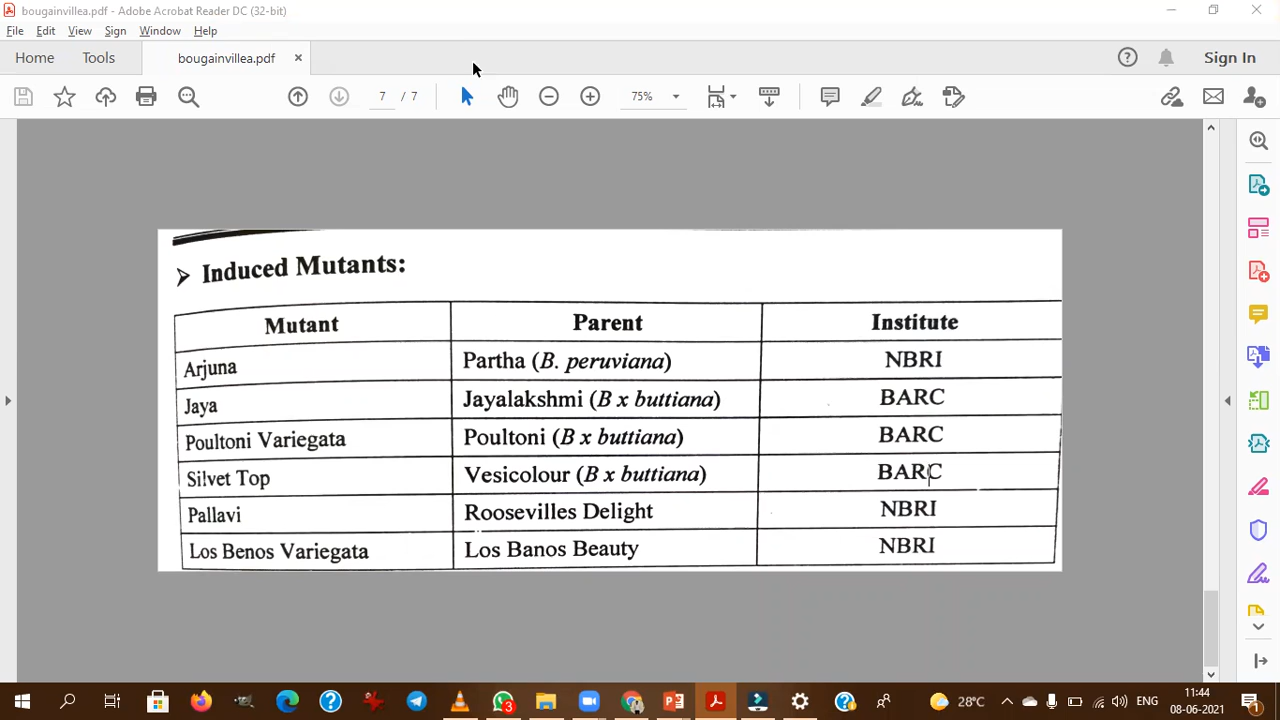 bougainvillea.pdf - Adobe Acrobat Reader DC (32-bit)
File Edit View Sign Window Help
Home Tools bougainvillea.pdf × Sign In
7 / 7 75%
➢ Induced Mutants:
Mutant Parent Institute
Arjuna Partha (B. peruviana) NBRI
Jaya Jayalakshmi (B x buttiana) BARC
Poultoni Variegata Poultoni (B x buttiana) BARC
Silvet Top Vesicolour (B x buttiana) BARC
Pallavi Roosevilles Delight NBRI
Los Benos Variegata Los Banos Beauty NBRI
3 28°C ENG 11:44
08-06-2021 1